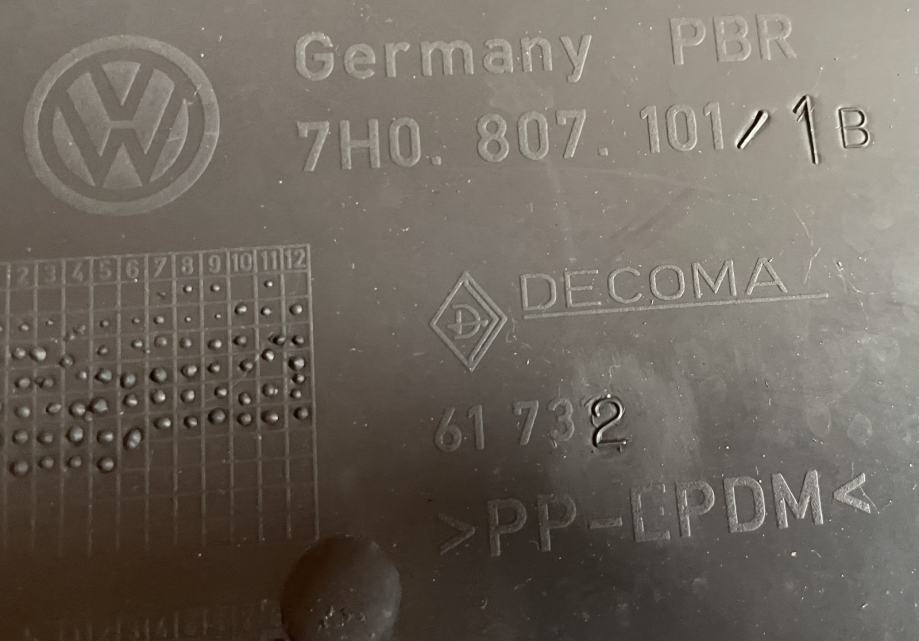 Germany PBR
7H0. 807. 101/1B
2 3 4 5 6 7 8 9 10 11 12
DECOMA
D.
61 732
>PP-EPDM<